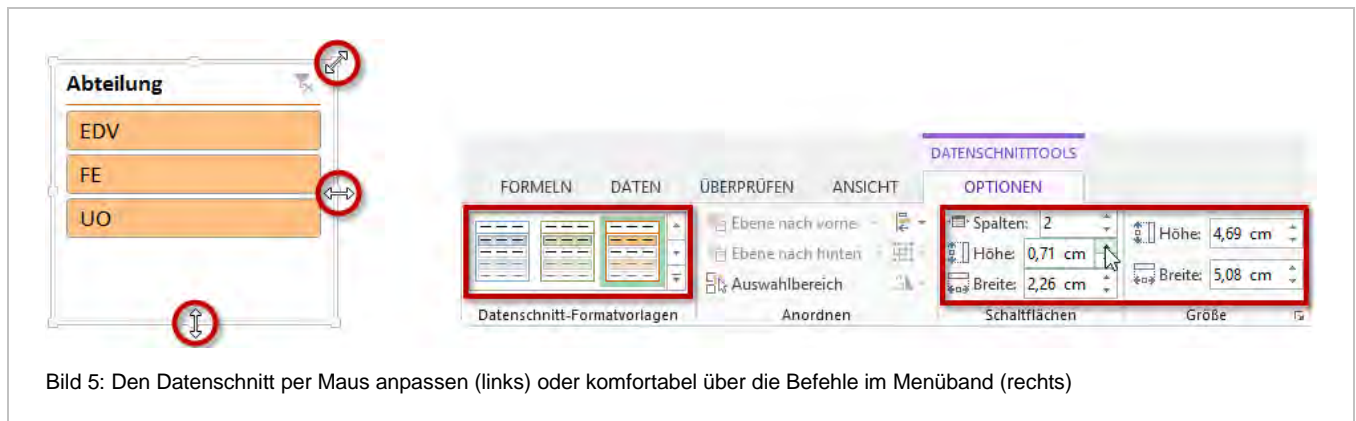 Abteilung
EDV
FE
UO
DATENSCHNITTTOOLS
FORMELN DATEN ÜBERPRÜFEN ANSICHT OPTIONEN
Ebene nach vorne
Ebene nach hinten
Auswahlbereich
Spalten: 2
Höhe: 0,71 cm
Breite: 2,26 cm
Höhe: 4,69 cm
Breite: 5,08 cm
Datenschnitt-Formatvorlagen Anordnen Schaltflächen Größe
Bild 5: Den Datenschnitt per Maus anpassen (links) oder komfortabel über die Befehle im Menüband (rechts)